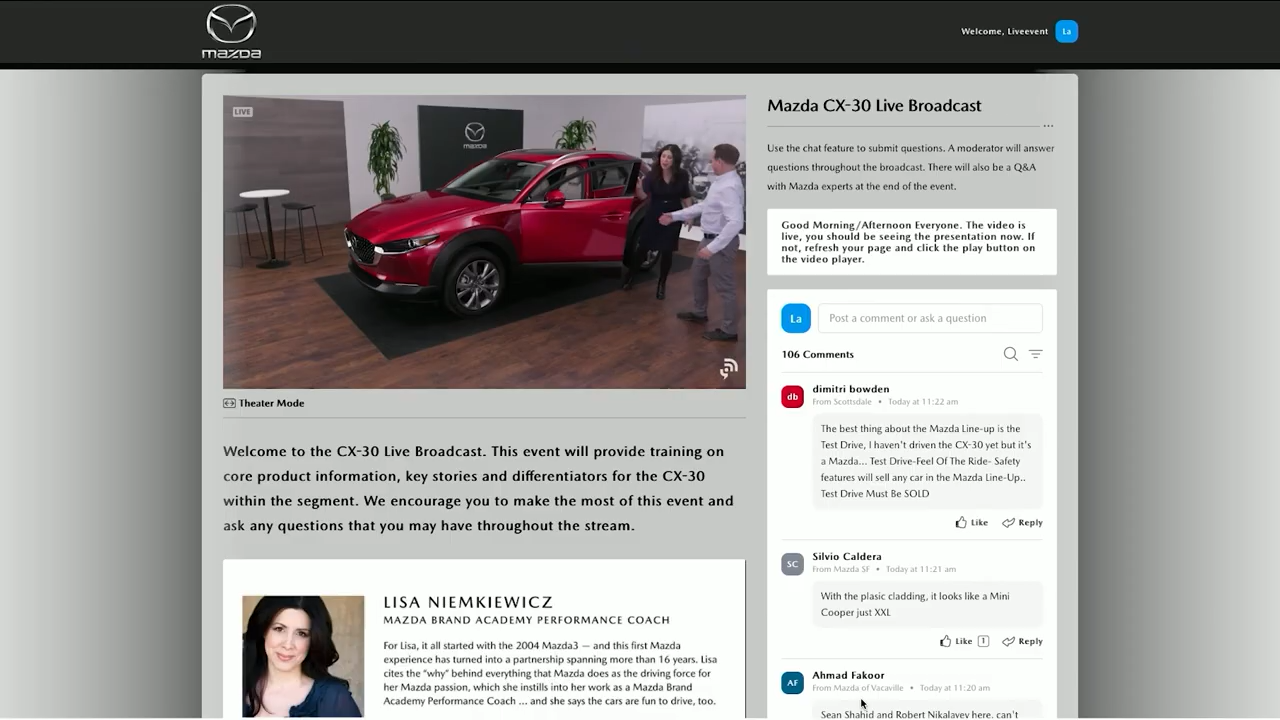 mazda
Welcome, Liveevent
La
LIVE
mazda
Theater Mode
Welcome to the CX-30 Live Broadcast. This event will provide training on
core product information, key stories and differentiators for the CX-30
within the segment. We encourage you to make the most of this event and
ask any questions that you may have throughout the stream.
LISA NIEMKIEWICZ
MAZDA BRAND ACADEMY PERFORMANCE COACH
For Lisa, it all started with the 2004 Mazda3 — and this first Mazda
experience has turned into a partnership spanning more than 16 years. Lisa
cites the "why" behind everything that Mazda does as the driving force for
her Mazda passion, which she instills into her work as a Mazda Brand
Academy Performance Coach ... and she says the cars are fun to drive, too.
Mazda CX-30 Live Broadcast
...
Use the chat feature to submit questions. A moderator will answer
questions throughout the broadcast. There will also be a Q&A
with Mazda experts at the end of the event.
Good Morning/Afternoon Everyone. The video is
live, you should be seeing the presentation now. If
not, refresh your page and click the play button on
the video player.
La
Post a comment or ask a question
106 Comments
db
dimitri bowden
From Scottsdale • Today at 11:22 am
The best thing about the Mazda Line-up is the
Test Drive, I haven't driven the CX-30 yet but it's
a Mazda... Test Drive-Feel Of The Ride- Safety
features will sell any car in the Mazda Line-Up..
Test Drive Must Be SOLD
Like Reply
SC
Silvio Caldera
From Mazda SF • Today at 11:21 am
With the plasic cladding, it looks like a Mini
Cooper just XXL
Like 1 Reply
AF
Ahmad Fakoor
From Mazda of Vacaville • Today at 11:20 am
Sean Shahid and Robert Nikalayev here, can't